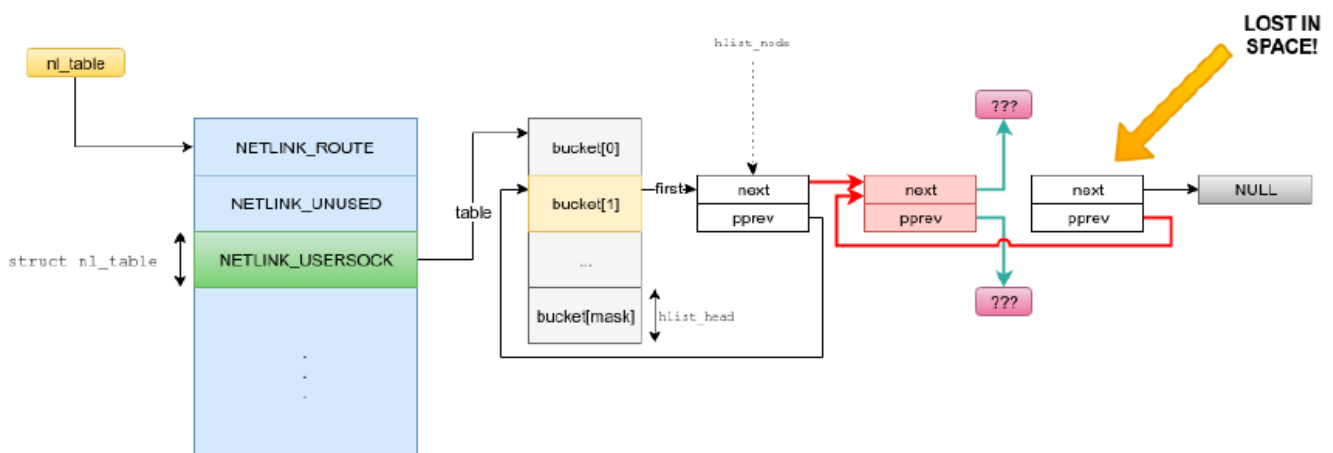 LOST IN
SPACE!
hlist_node
nl_table
???
NETLINK_ROUTE
bucket[0]
next
next
next
NULL
NETLINK_UNUSED
bucket[1]
first
pprev
pprev
pprev
table
struct nl_table
NETLINK_USERSOCK
...
???
bucket[mask]
hlist_head
.
.
.